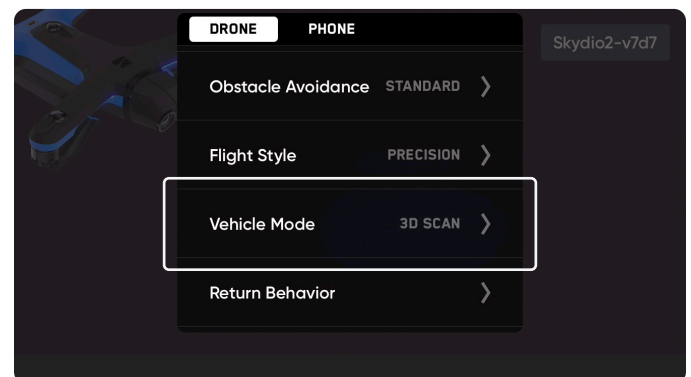 DRONE PHONE
Skydio2-v7d7
Obstacle Avoidance STANDARD
Flight Style PRECISION
Vehicle Mode 3D SCAN
Return Behavior